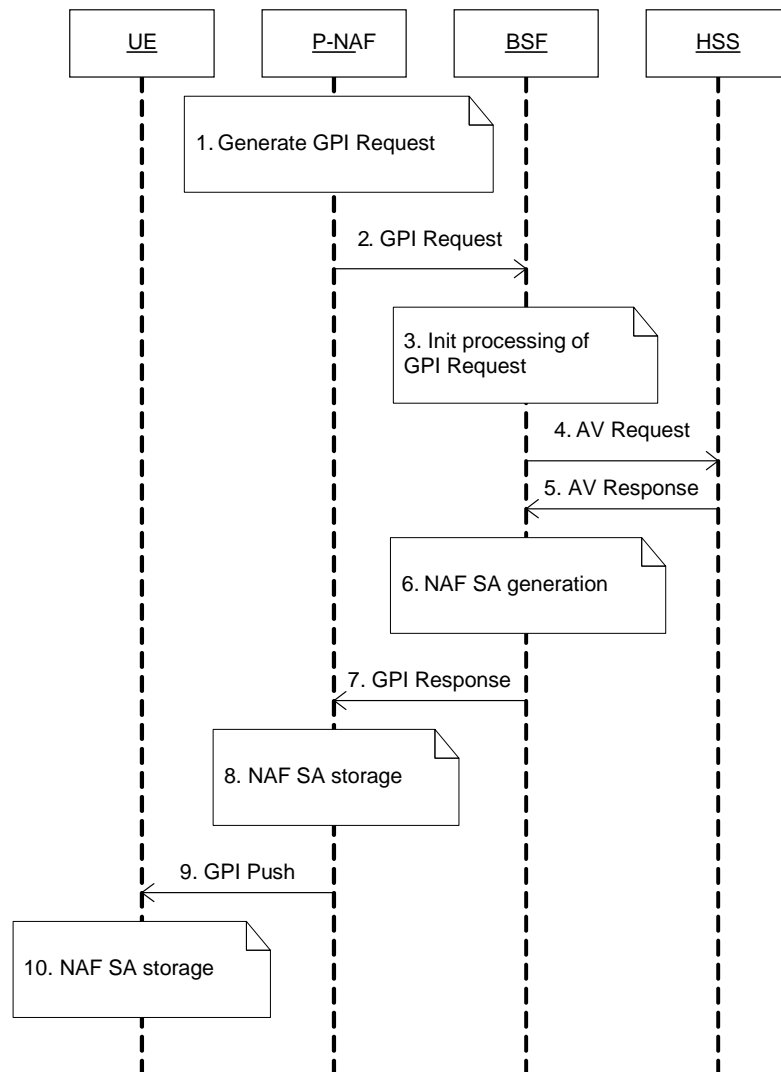 UE
P-NAF
BSF
HSS
1. Generate GPI Request
2. GPI Request
3. Init processing of
GPI Request
4. AV Request
5. AV Response
6. NAF SA generation
7. GPI Response
8. NAF SA storage
9. GPI Push
10. NAF SA storage